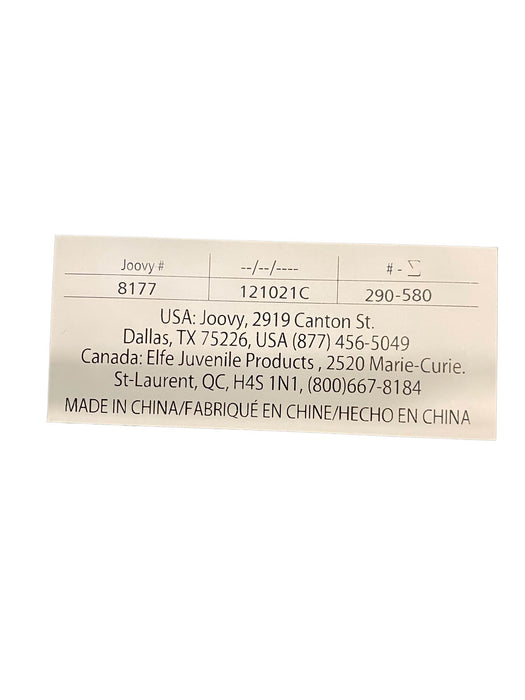 Joovy # --/--/---- # - ∑
8177 121021C 290-580
USA: Joovy, 2919 Canton St.
Dallas, TX 75226, USA (877) 456-5049
Canada: Elfe Juvenile Products , 2520 Marie-Curie.
St-Laurent, QC, H4S 1N1, (800)667-8184
MADE IN CHINA/FABRIQUÉ EN CHINE/HECHO EN CHINA